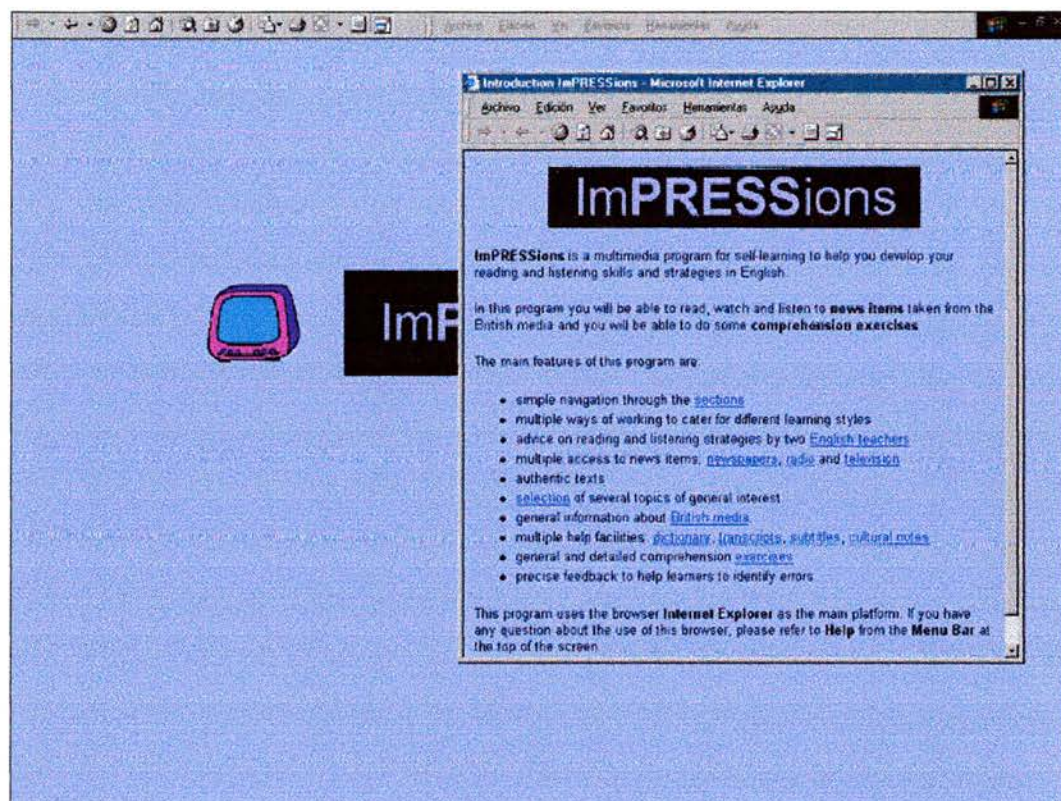 Archivo Edición Ver Favoritos Herramientas Ayuda
Introduction ImPRESSions - Microsoft Internet Explorer
Archivo Edición Ver Favoritos Herramientas Ayuda
ImPRESSions
ImP
ImPRESSions is a multimedia program for self-learning to help you develop your
reading and listening skills and strategies in English.
In this program you will be able to read, watch and listen to news items taken from the
British media and you will be able to do some comprehension exercises
The main features of this program are:
• simple navigation through the sections
• multiple ways of working to cater for different learning styles
• advice on reading and listening strategies by two English teachers
• multiple access to news items: newspapers, radio and television
• authentic texts
• selection of several topics of general interest
• general information about British media
• multiple help facilities: dictionary, transcripts, subtitles, cultural notes
• general and detailed comprehension exercises
• precise feedback to help learners to identify errors
This program uses the browser Internet Explorer as the main platform. If you have
any question about the use of this browser, please refer to Help from the Menu Bar at
the top of the screen